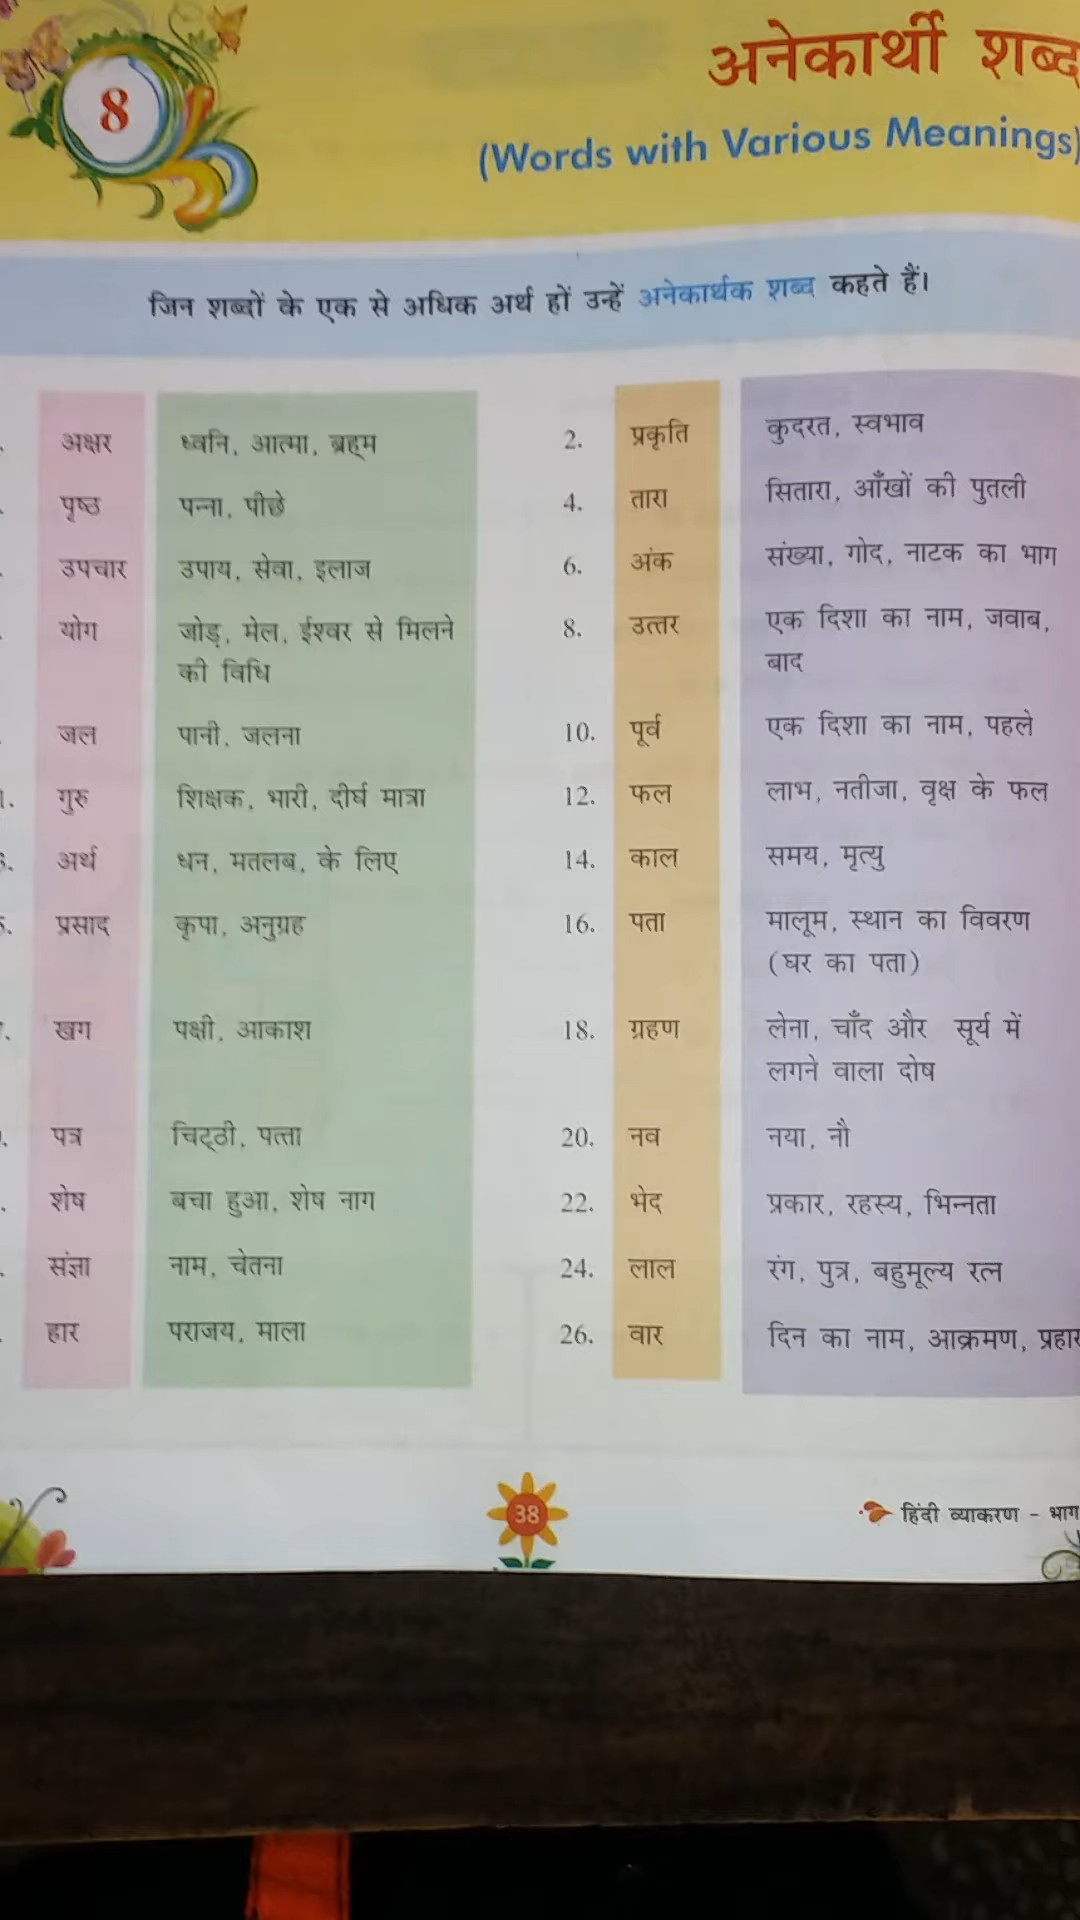 8
अनेकार्थी शब्द
(Words with Various Meanings)
जिन शब्दों के एक से अधिक अर्थ हों उन्हें अनेकार्थक शब्द कहते हैं।
अक्षर ध्वनि, आत्मा, ब्रह्म 2. प्रकृति कुदरत, स्वभाव
पृष्ठ पन्ना, पीछे 4. तारा सितारा, आँखों की पुतली
उपचार उपाय, सेवा, इलाज 6. अंक संख्या, गोद, नाटक का भाग
योग जोड़, मेल, ईश्वर से मिलने 8. उत्तर एक दिशा का नाम, जवाब,
की विधि बाद
जल पानी, जलना 10. पूर्व एक दिशा का नाम, पहले
गुरु शिक्षक, भारी, दीर्घ मात्रा 12. फल लाभ, नतीजा, वृक्ष के फल
अर्थ धन, मतलब, के लिए 14. काल समय, मृत्यु
प्रसाद कृपा, अनुग्रह 16. पता मालूम, स्थान का विवरण
(घर का पता)
खग पक्षी, आकाश 18. ग्रहण लेना, चाँद और सूर्य में
लगने वाला दोष
पत्र चिट्ठी, पत्ता 20. नव नया, नौ
शेष बचा हुआ, शेष नाग 22. भेद प्रकार, रहस्य, भिन्नता
संज्ञा नाम, चेतना 24. लाल रंग, पुत्र, बहुमूल्य रत्न
हार पराजय, माला 26. वार दिन का नाम, आक्रमण, प्रहार
38
हिंदी व्याकरण - भाग